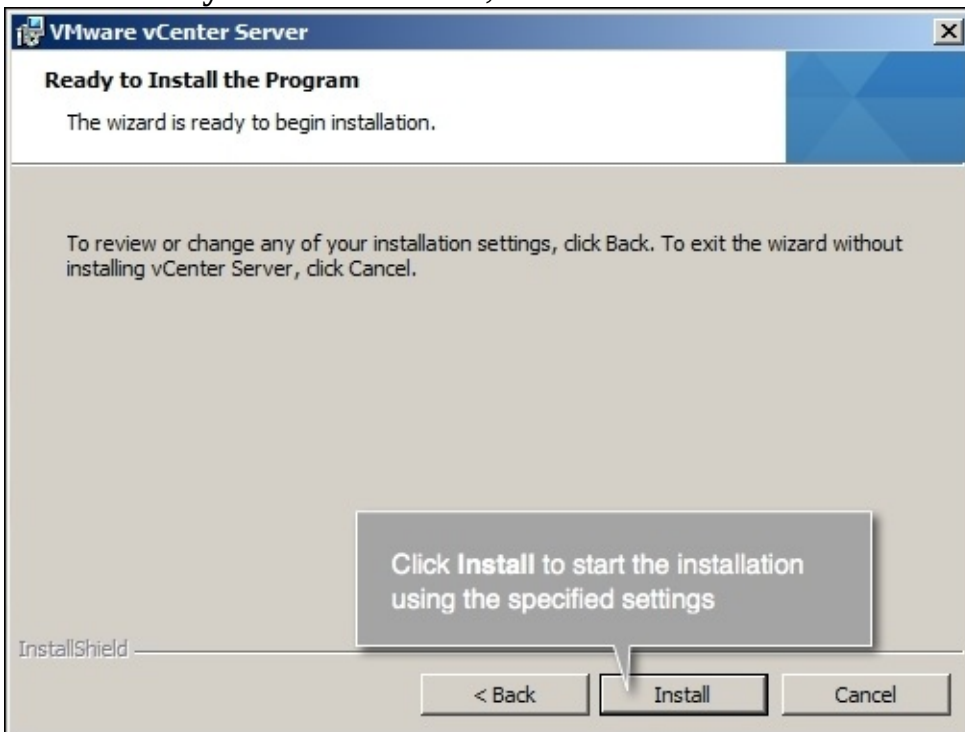 VMware vCenter Server
Ready to Install the Program
The wizard is ready to begin installation.
To review or change any of your installation settings, click Back. To exit the wizard without
installing vCenter Server, click Cancel.
Click Install to start the installation
using the specified settings
InstallShield
< Back
Install
Cancel